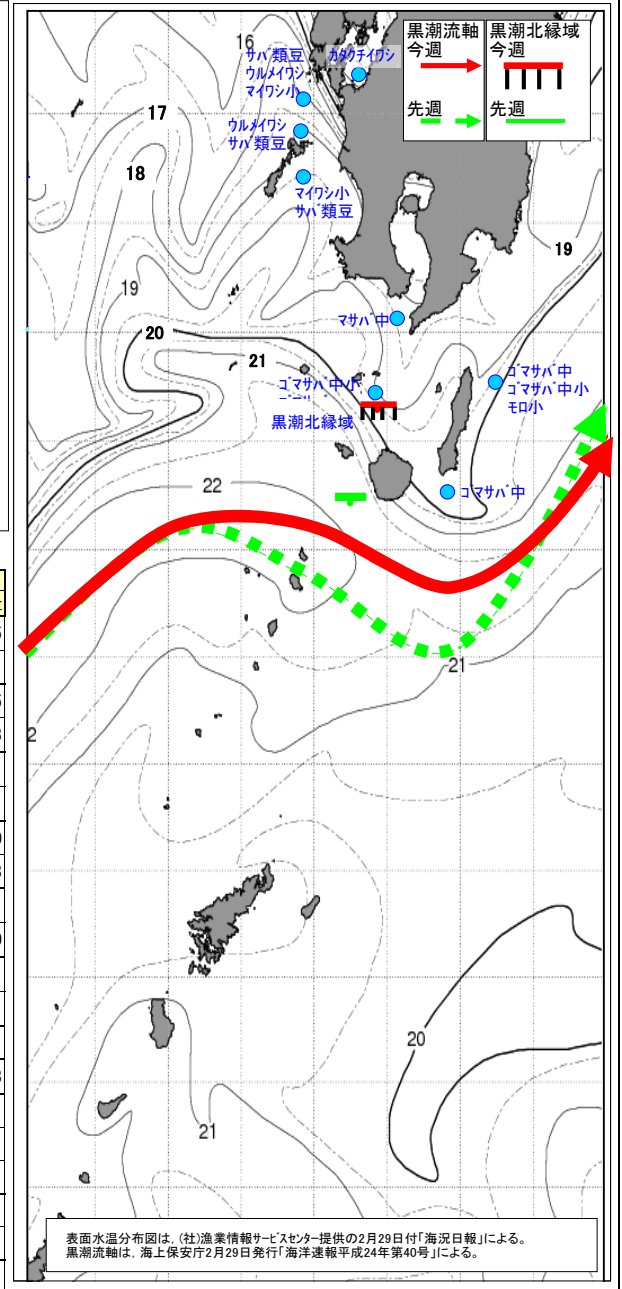 黒潮流軸
今週
先週
黒潮北縁域
今週
先週
16
サバ類豆
ウルメイワシ
マイワシ小
カタクチイワシ
17
ウルメイワシ
サバ類豆
18
マイワシ小
サバ類豆
19
19
マサバ中
20
21
ゴマサバ中小
ゴマサバ中
ゴマサバ中小
モロ小
黒潮北縁域
22
ゴマサバ中
21
2
20
21
表面水温分布図は，(社)漁業情報サービスセンター提供の2月29日付「海況日報」による。
黒潮流軸は，海上保安庁2月29日発行「海洋速報平成24年第40号」による。